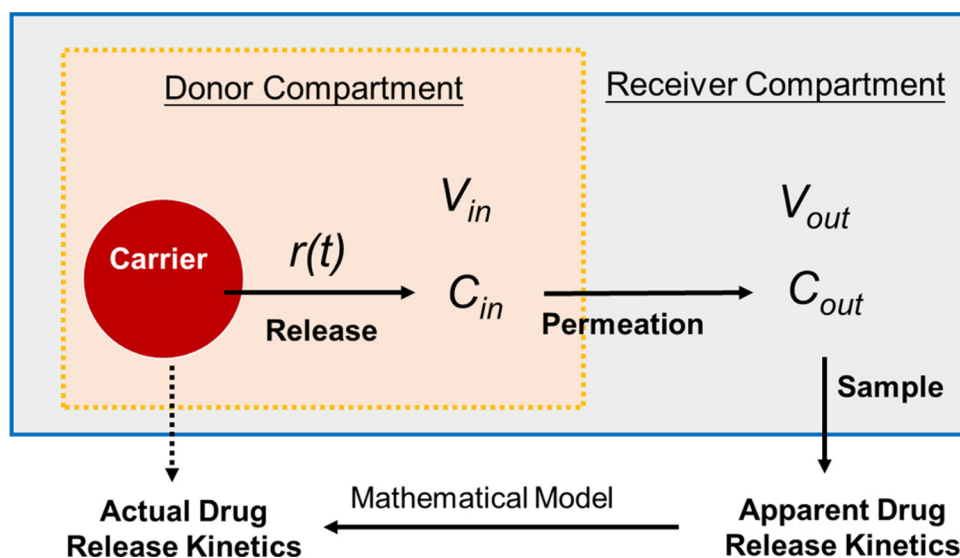 Donor Compartment
Receiver Compartment
Carrier
r(t)
Release
V_in
C_in
Permeation
V_out
C_out
Sample
Actual Drug
Release Kinetics
Mathematical Model
Apparent Drug
Release Kinetics